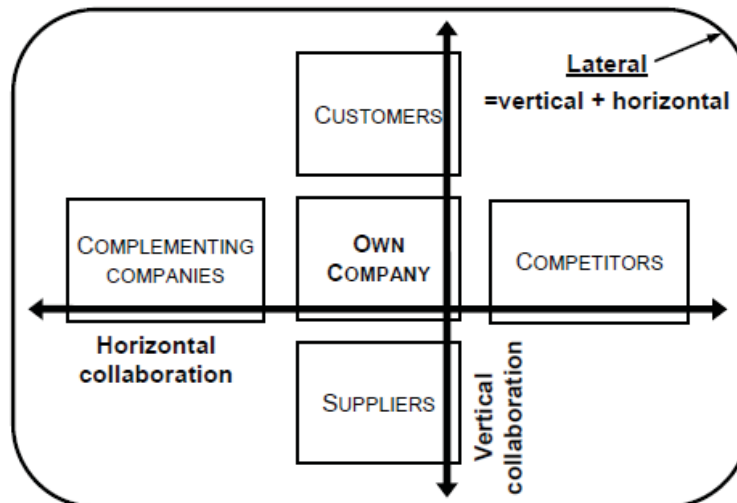 Lateral
=vertical + horizontal
CUSTOMERS
COMPLEMENTING
COMPANIES
OWN
COMPANY
COMPETITORS
Horizontal
collaboration
SUPPLIERS
Vertical
collaboration